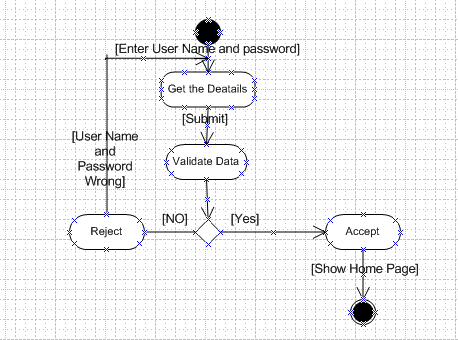 [Enter User Name and password]
Get the Deatails
[Submit]
[User Name
and
Password
Wrong]
Validate Data
[NO]
[Yes]
Reject
Accept
[Show Home Page]